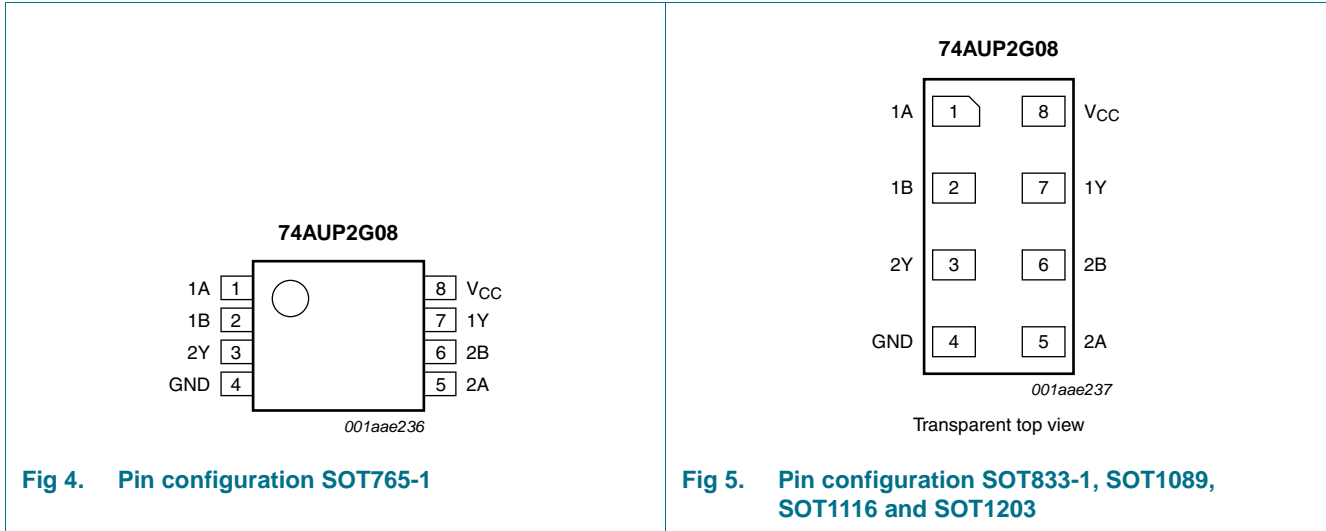 74AUP2G08
1A 1 8 VCC
1B 2 7 1Y
2Y 3 6 2B
GND 4 5 2A
001aae236
Fig 4. Pin configuration SOT765-1
74AUP2G08
1A 1 8 VCC
1B 2 7 1Y
2Y 3 6 2B
GND 4 5 2A
001aae237
Transparent top view
Fig 5. Pin configuration SOT833-1, SOT1089,
SOT1116 and SOT1203